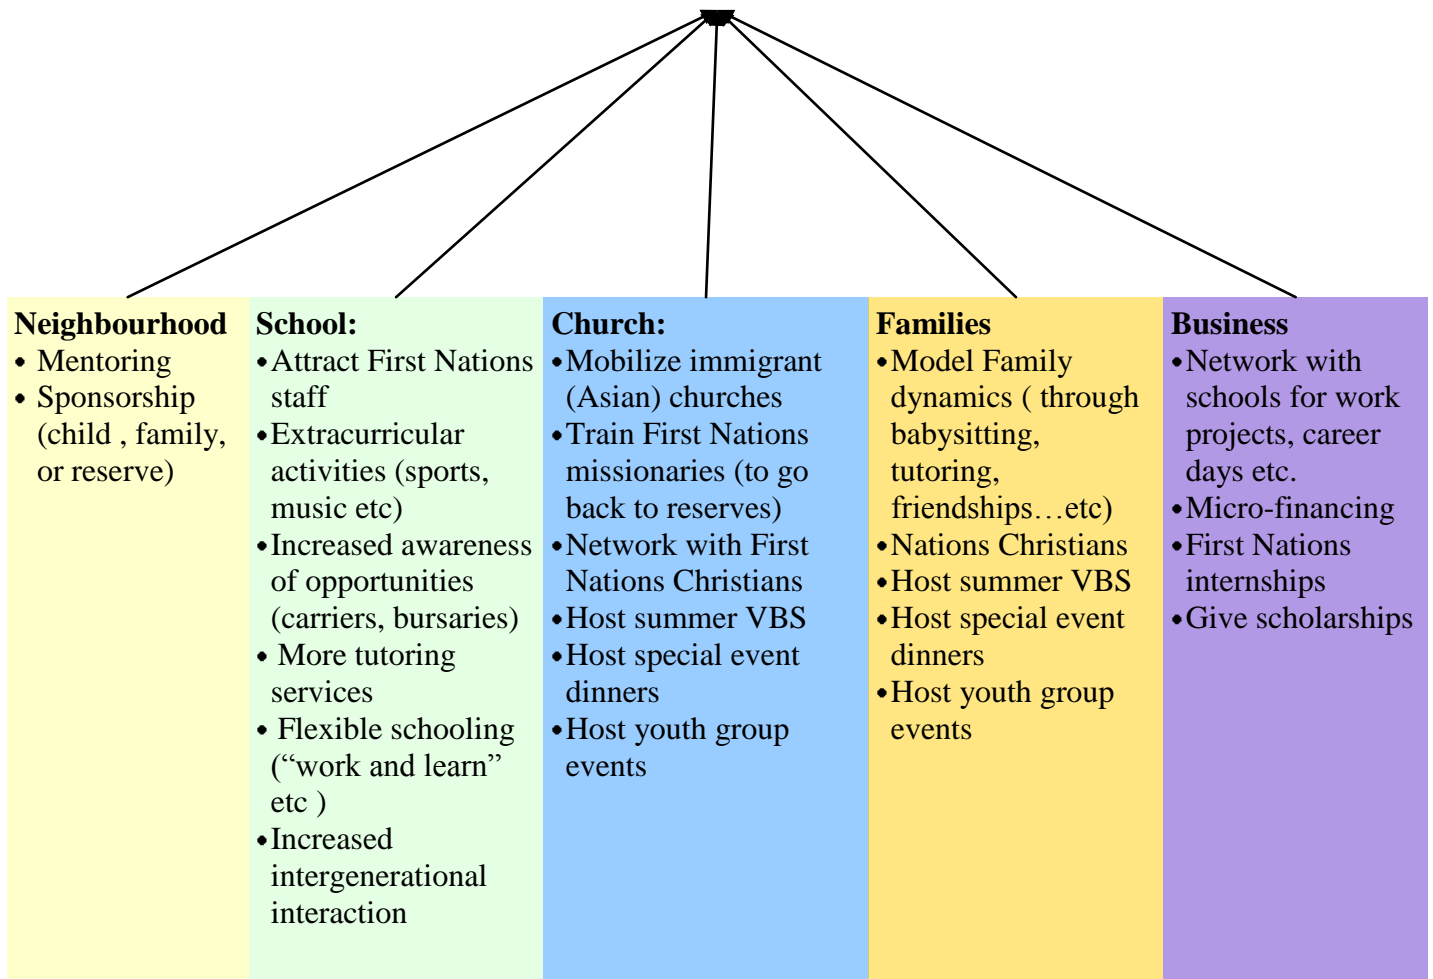 Neighbourhood
• Mentoring
• Sponsorship
(child , family,
or reserve)
School:
•Attract First Nations
staff
•Extracurricular
activities (sports,
music etc)
•Increased awareness
of opportunities
(carriers, bursaries)
• More tutoring
services
• Flexible schooling
(“work and learn”
etc )
•Increased
intergenerational
interaction
Church:
•Mobilize immigrant
(Asian) churches
•Train First Nations
missionaries (to go
back to reserves)
•Network with First
Nations Christians
•Host summer VBS
•Host special event
dinners
•Host youth group
events
Families
•Model Family
dynamics ( through
babysitting,
tutoring,
friendships…etc)
•Nations Christians
•Host summer VBS
•Host special event
dinners
•Host youth group
events
Business
•Network with
schools for work
projects, career
days etc.
•Micro-financing
•First Nations
internships
•Give scholarships